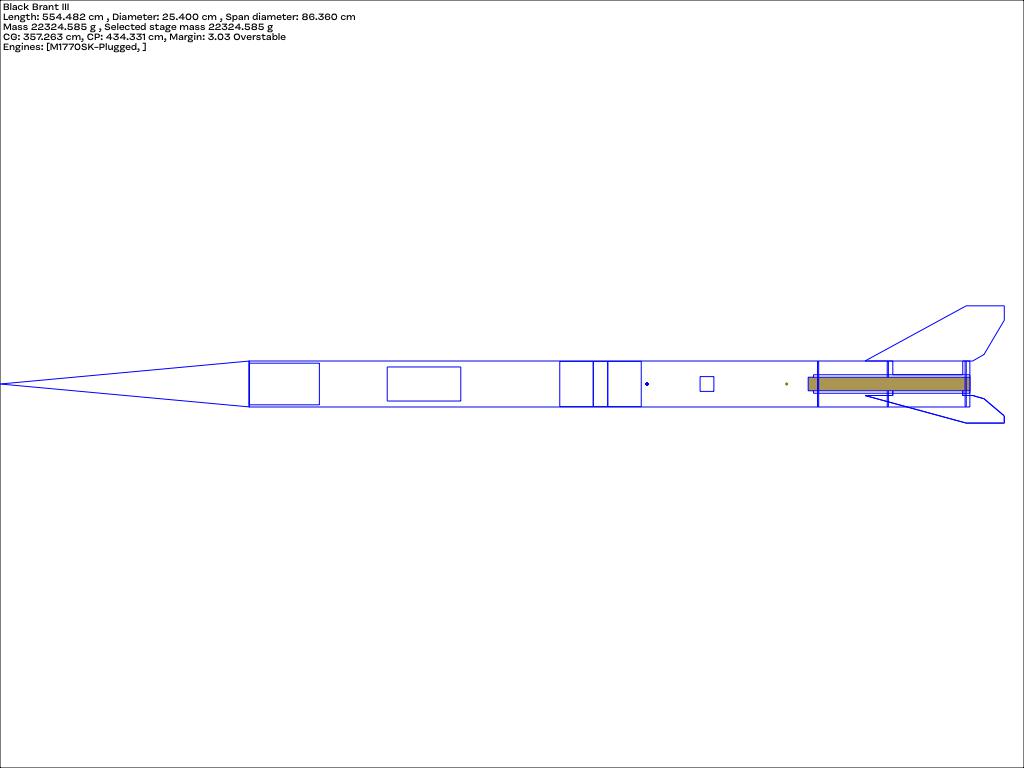 Black Brant III
Length: 554.482 cm , Diameter: 25.400 cm , Span diameter: 86.360 cm
Mass 22324.585 g , Selected stage mass 22324.585 g
CG: 357.263 cm, CP: 434.331 cm, Margin: 3.03 Overstable
Engines: [M1770SK-Plugged, ]